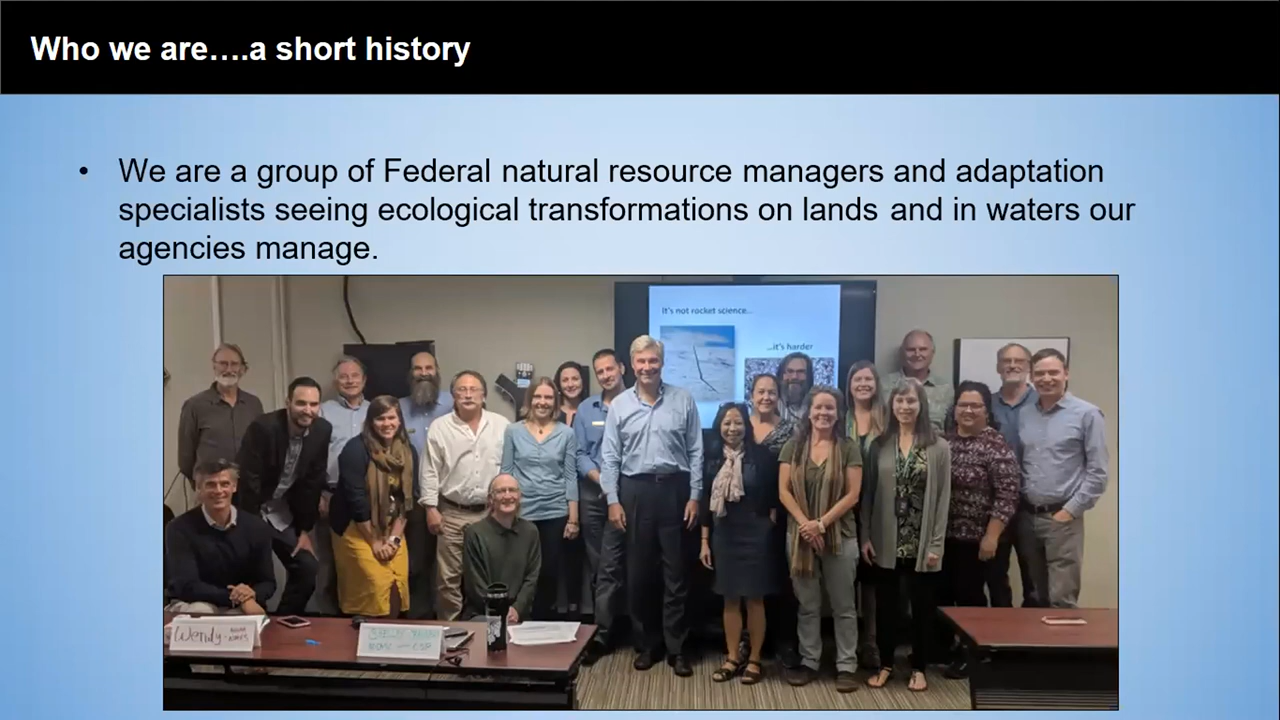 Who we are....a short history
• We are a group of Federal natural resource managers and adaptation
specialists seeing ecological transformations on lands and in waters our
agencies manage.
It's not rocket science...
...it's harder
Wendy